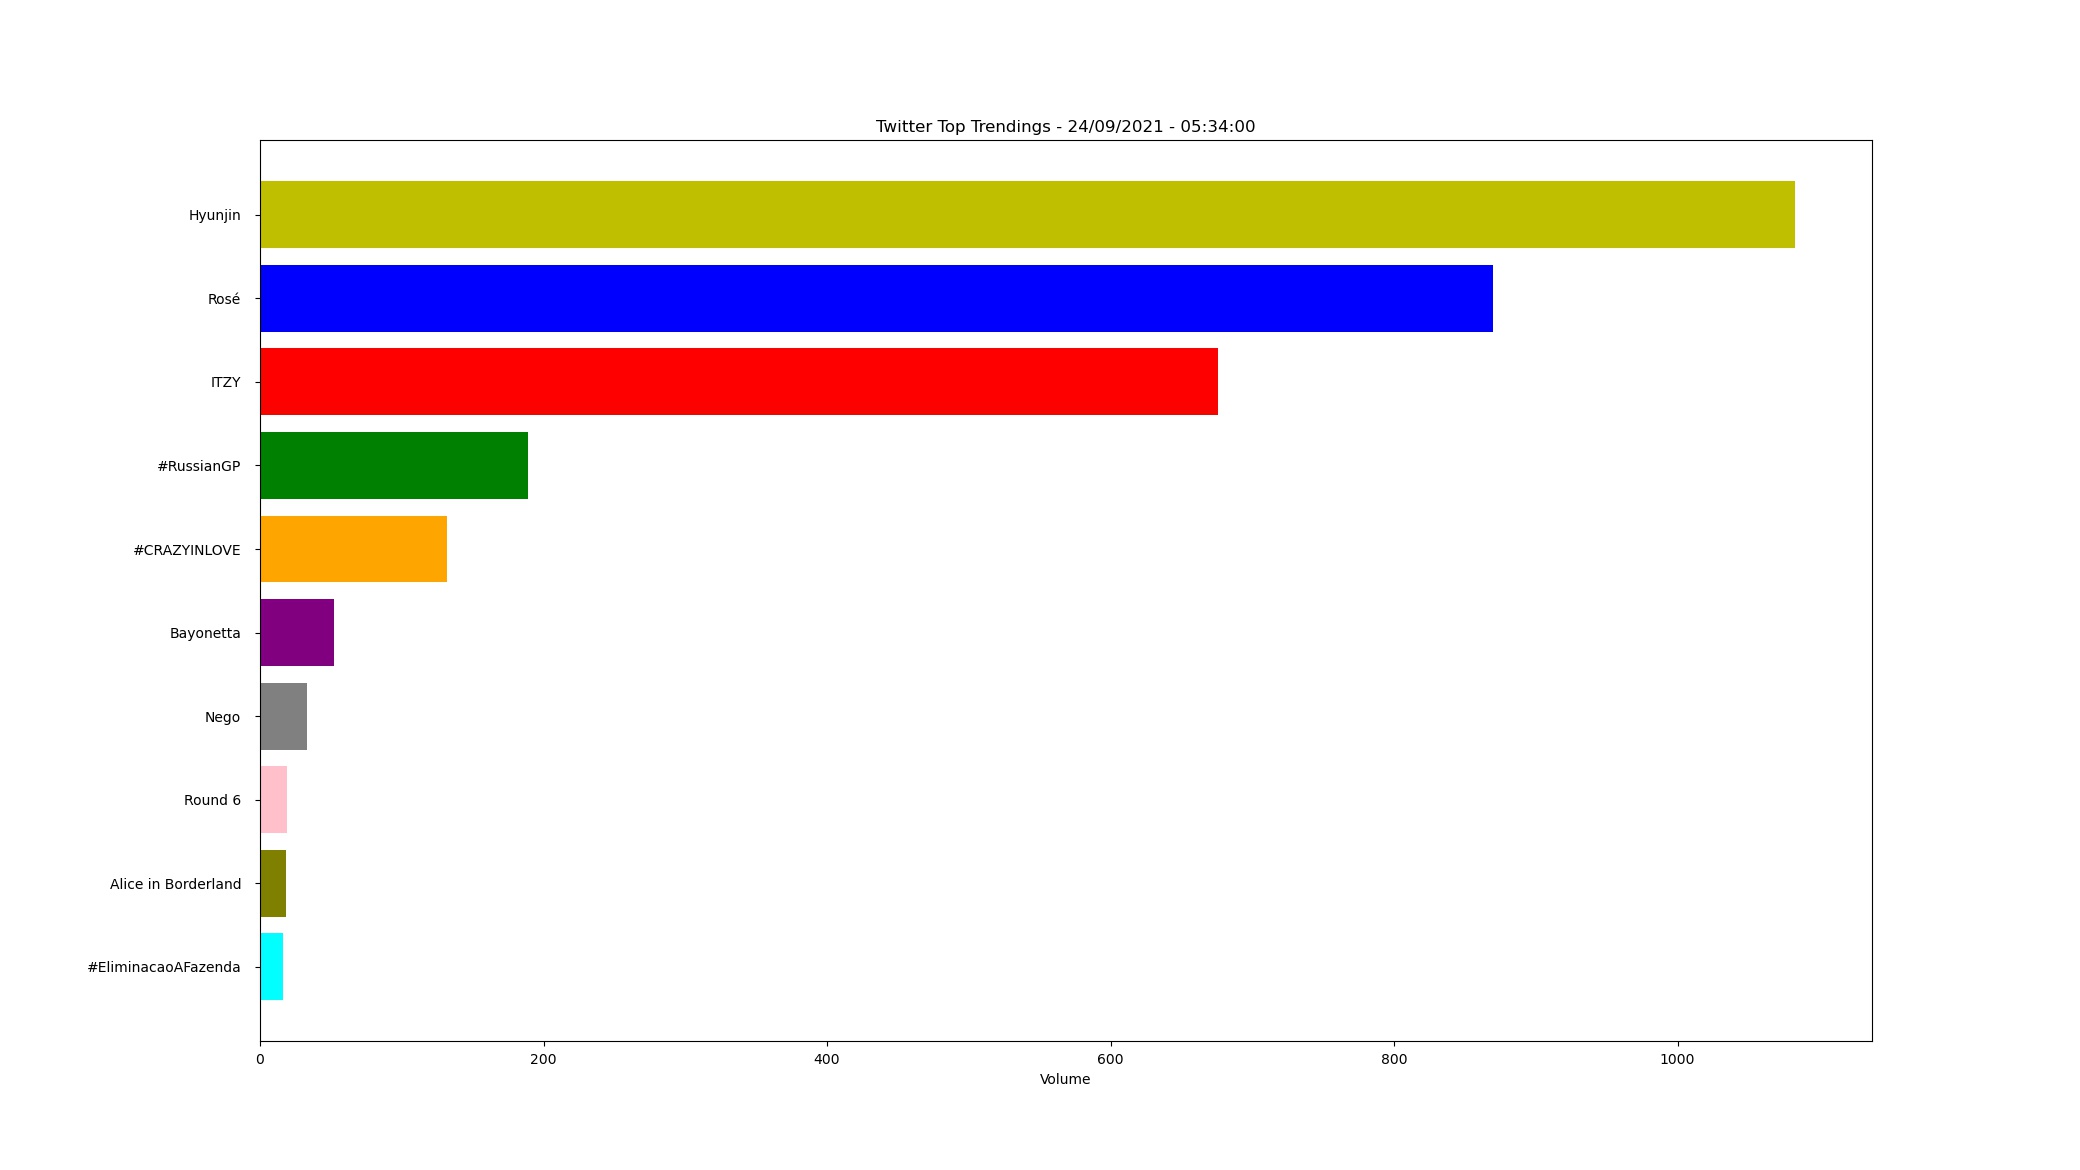 Twitter Top Trendings - 24/09/2021 - 05:34:00
Hyunjin
Rosé
ITZY
#RussianGP
#CRAZYINLOVE
Bayonetta
Nego
Round 6
Alice in Borderland
#EliminacaoAFazenda
0 200 400 600 800 1000
Volume